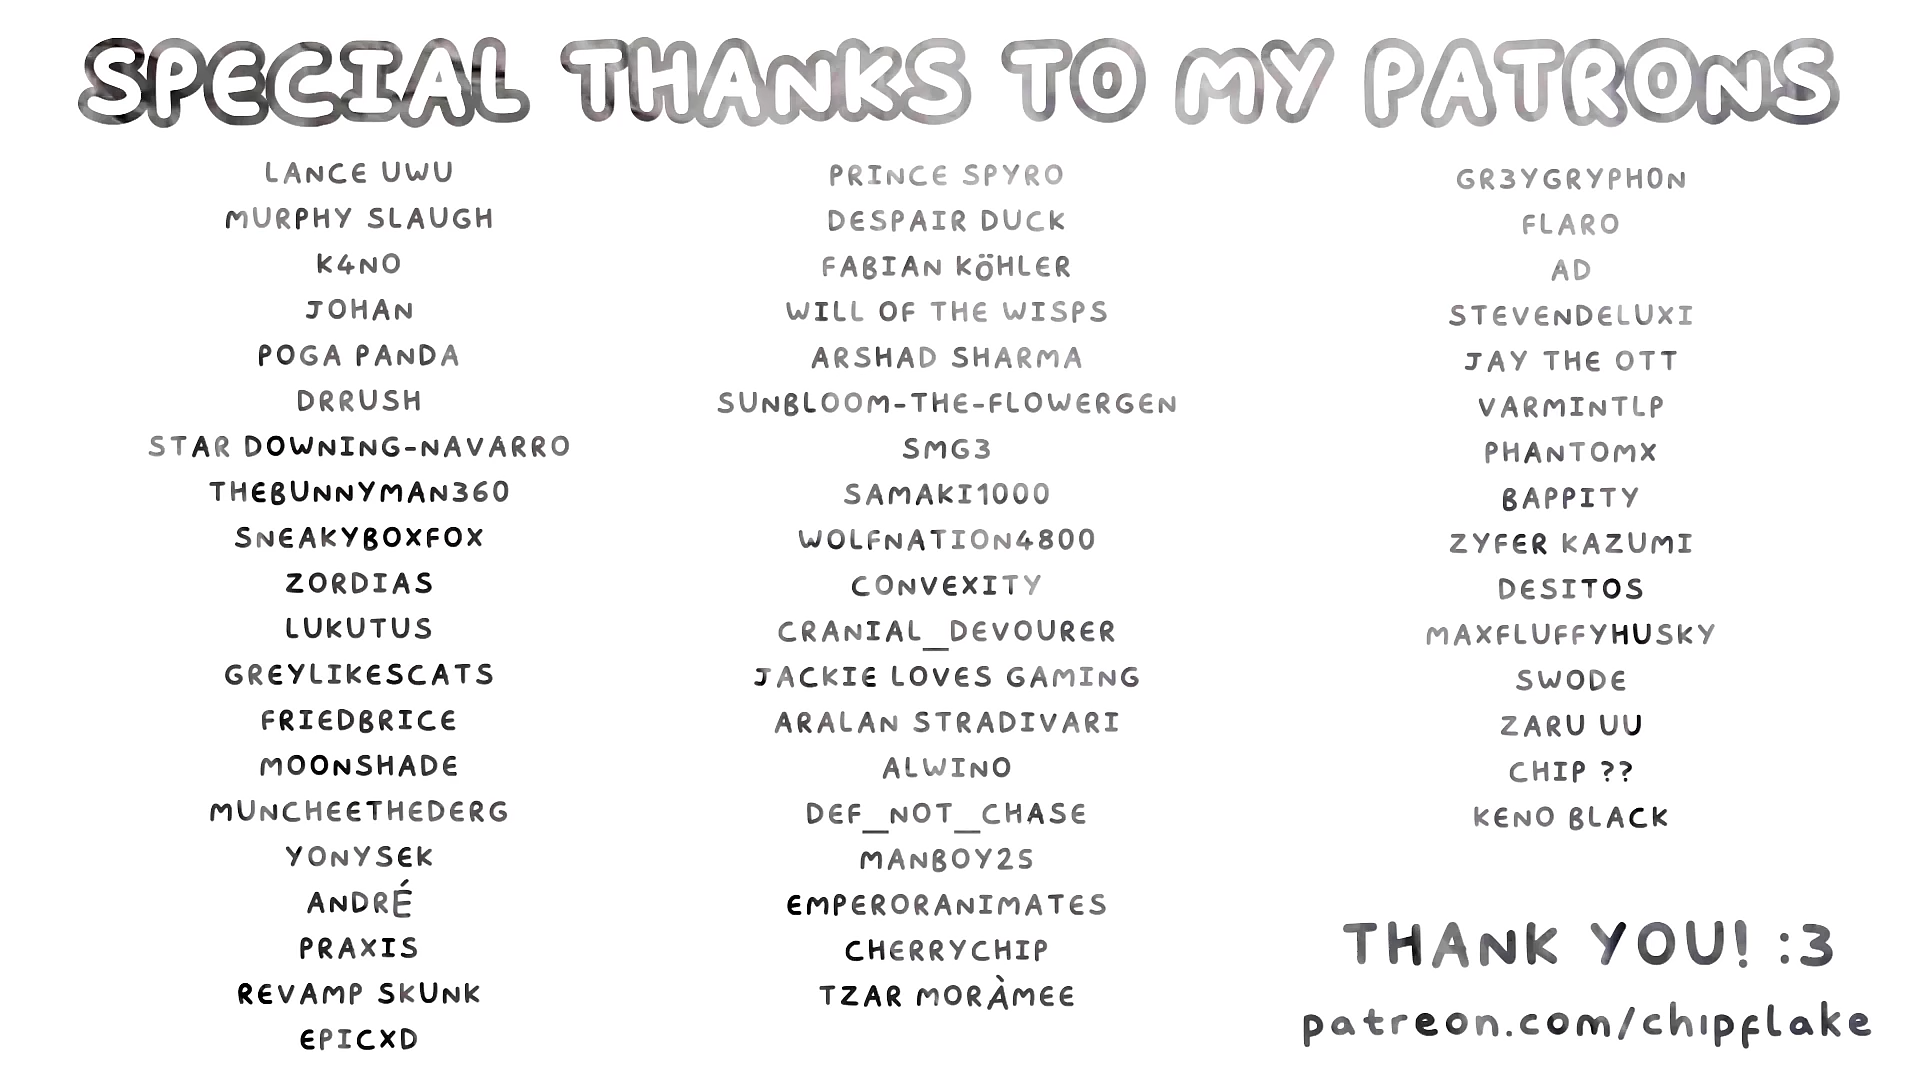 SPECIAL THANKS TO MY PATRONS
LANCE UWU
MURPHY SLAUGH
K4NO
JOHAN
POGA PANDA
DRRUSH
STAR DOWNING-NAVARRO
THEBUNNYMAN360
SNEAKYBOXFOX
ZORDIAS
LUKUTUS
GREYLIKESCATS
FRIEDBRICE
MOONSHADE
MUNCHEETHEDERG
YONYSEK
ANDRÉ
PRAXIS
REVAMP SKUNK
EPICXD
PRINCE SPYRO
DESPAIR DUCK
FABIAN KÖHLER
WILL OF THE WISPS
ARSHAD SHARMA
SUNBLOOM-THE-FLOWERGEN
SMG3
SAMAKI1000
WOLFNATION4800
CONVEXITY
CRANIAL_DEVOURER
JACKIE LOVES GAMING
ARALAN STRADIVARI
ALWINO
DEF_NOT_CHASE
MANBOY25
EMPERORANIMATES
CHERRYCHIP
TZAR MORÀMEE
GR3YGRYPH0N
FLARO
AD
STEVENDELUXI
JAY THE OTT
VARMINTLP
PHANTOMX
BAPPITY
ZYFER KAZUMI
DESITOS
MAXFLUFFYHUSKY
SWODE
ZARU UU
CHIP ??
KENO BLACK
THANK YOU! :3
patreon.com/chipflake